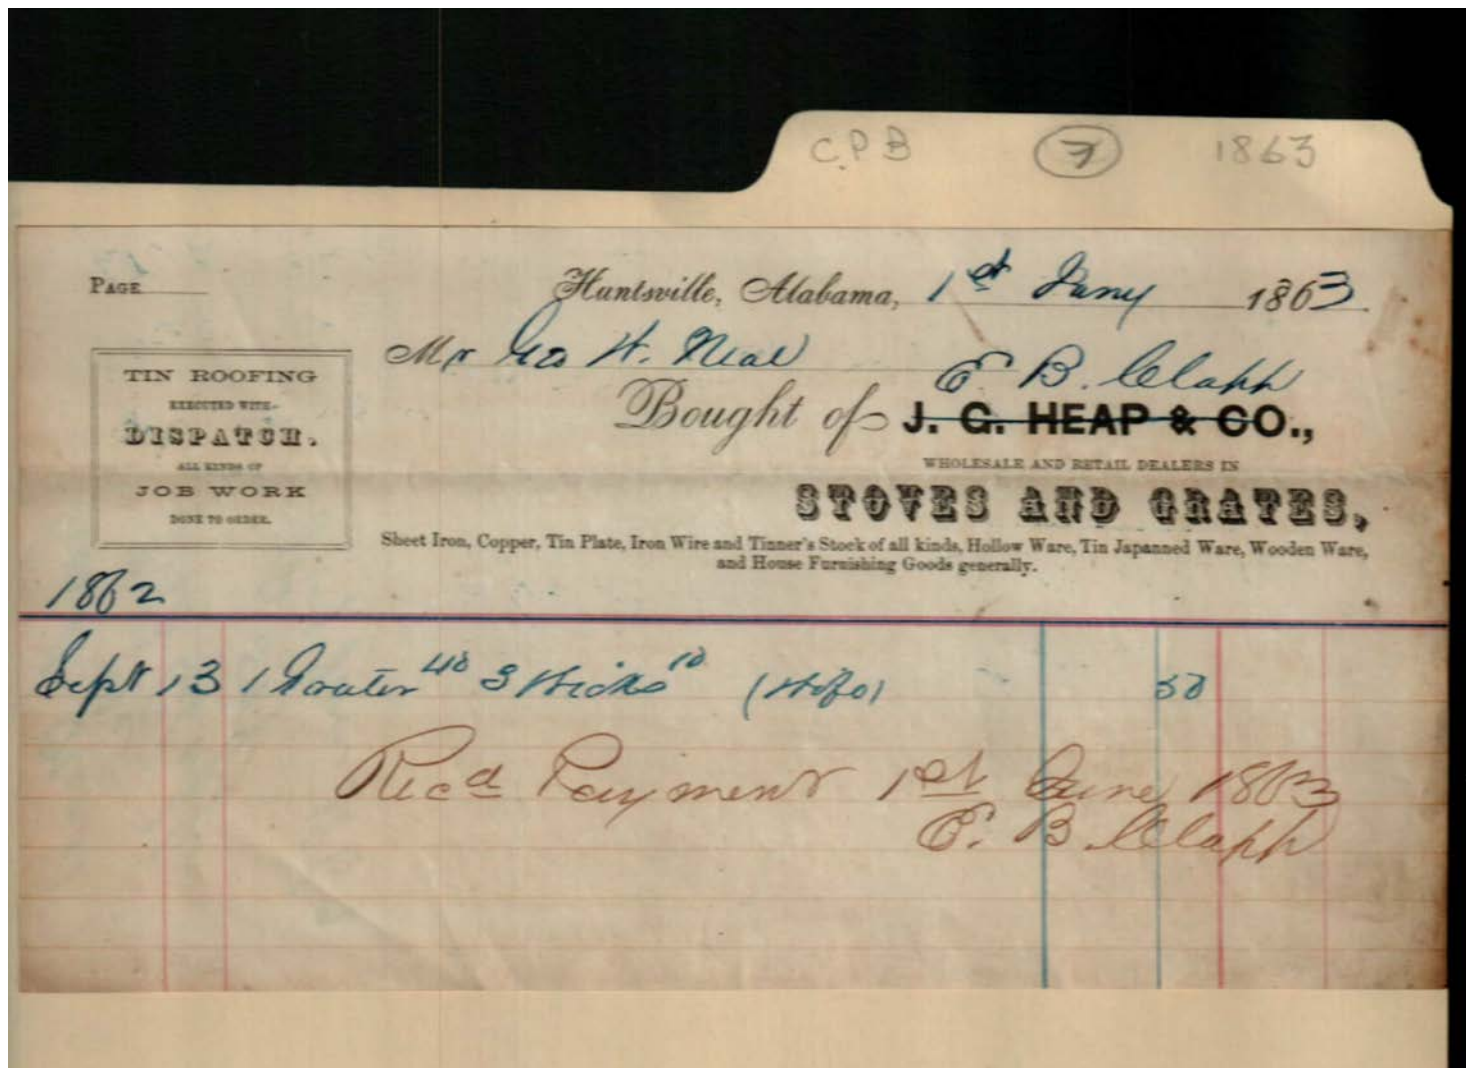 C.P.B 7 1863
PAGE
Huntsville, Alabama, 1st Jany 1863
Mr Geo H. Neal
E. B. Clapp
Bought of J. G. HEAP & CO.,
WHOLESALE AND RETAIL DEALERS IN
STOVES AND GRATES,
Sheet Iron, Copper, Tin Plate, Iron Wire and Tinner's Stock of all kinds, Hollow Ware, Tin Japanned Ware, Wooden Ware,
and House Furnishing Goods generally.
TIN ROOFING
EXECUTED WITH
DISPATCH.
ALL KINDS OF
JOB WORK
DONE TO ORDER.
1862
Sept 13 1 40 3 Wicks 10 50
Recd Payment 1st June 1863
E. B. Clapp